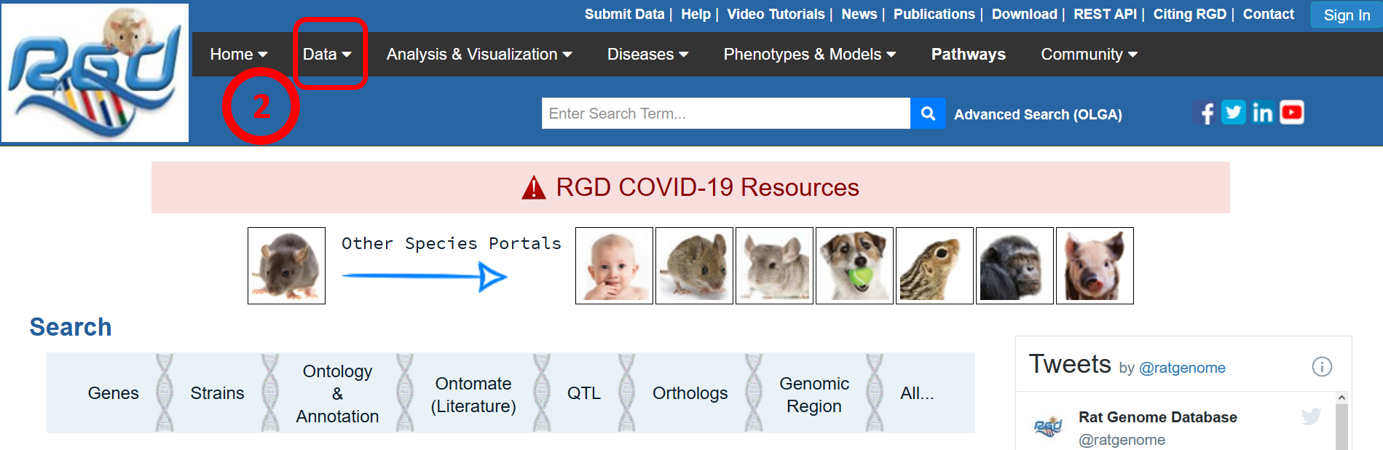 Submit Data | Help | Video Tutorials | News | Publications | Download | REST API | Citing RGD | Contact Sign In
RGD
Home Data Analysis & Visualization Diseases Phenotypes & Models Pathways Community
2
Enter Search Term... Advanced Search (OLGA)
RGD COVID-19 Resources
Other Species Portals
Search
Genes
Strains
Ontology
&
Annotation
Ontomate
(Literature)
QTL
Orthologs
Genomic
Region
All...
Tweets by @ratgenome
RGD
Rat Genome Database
@ratgenome